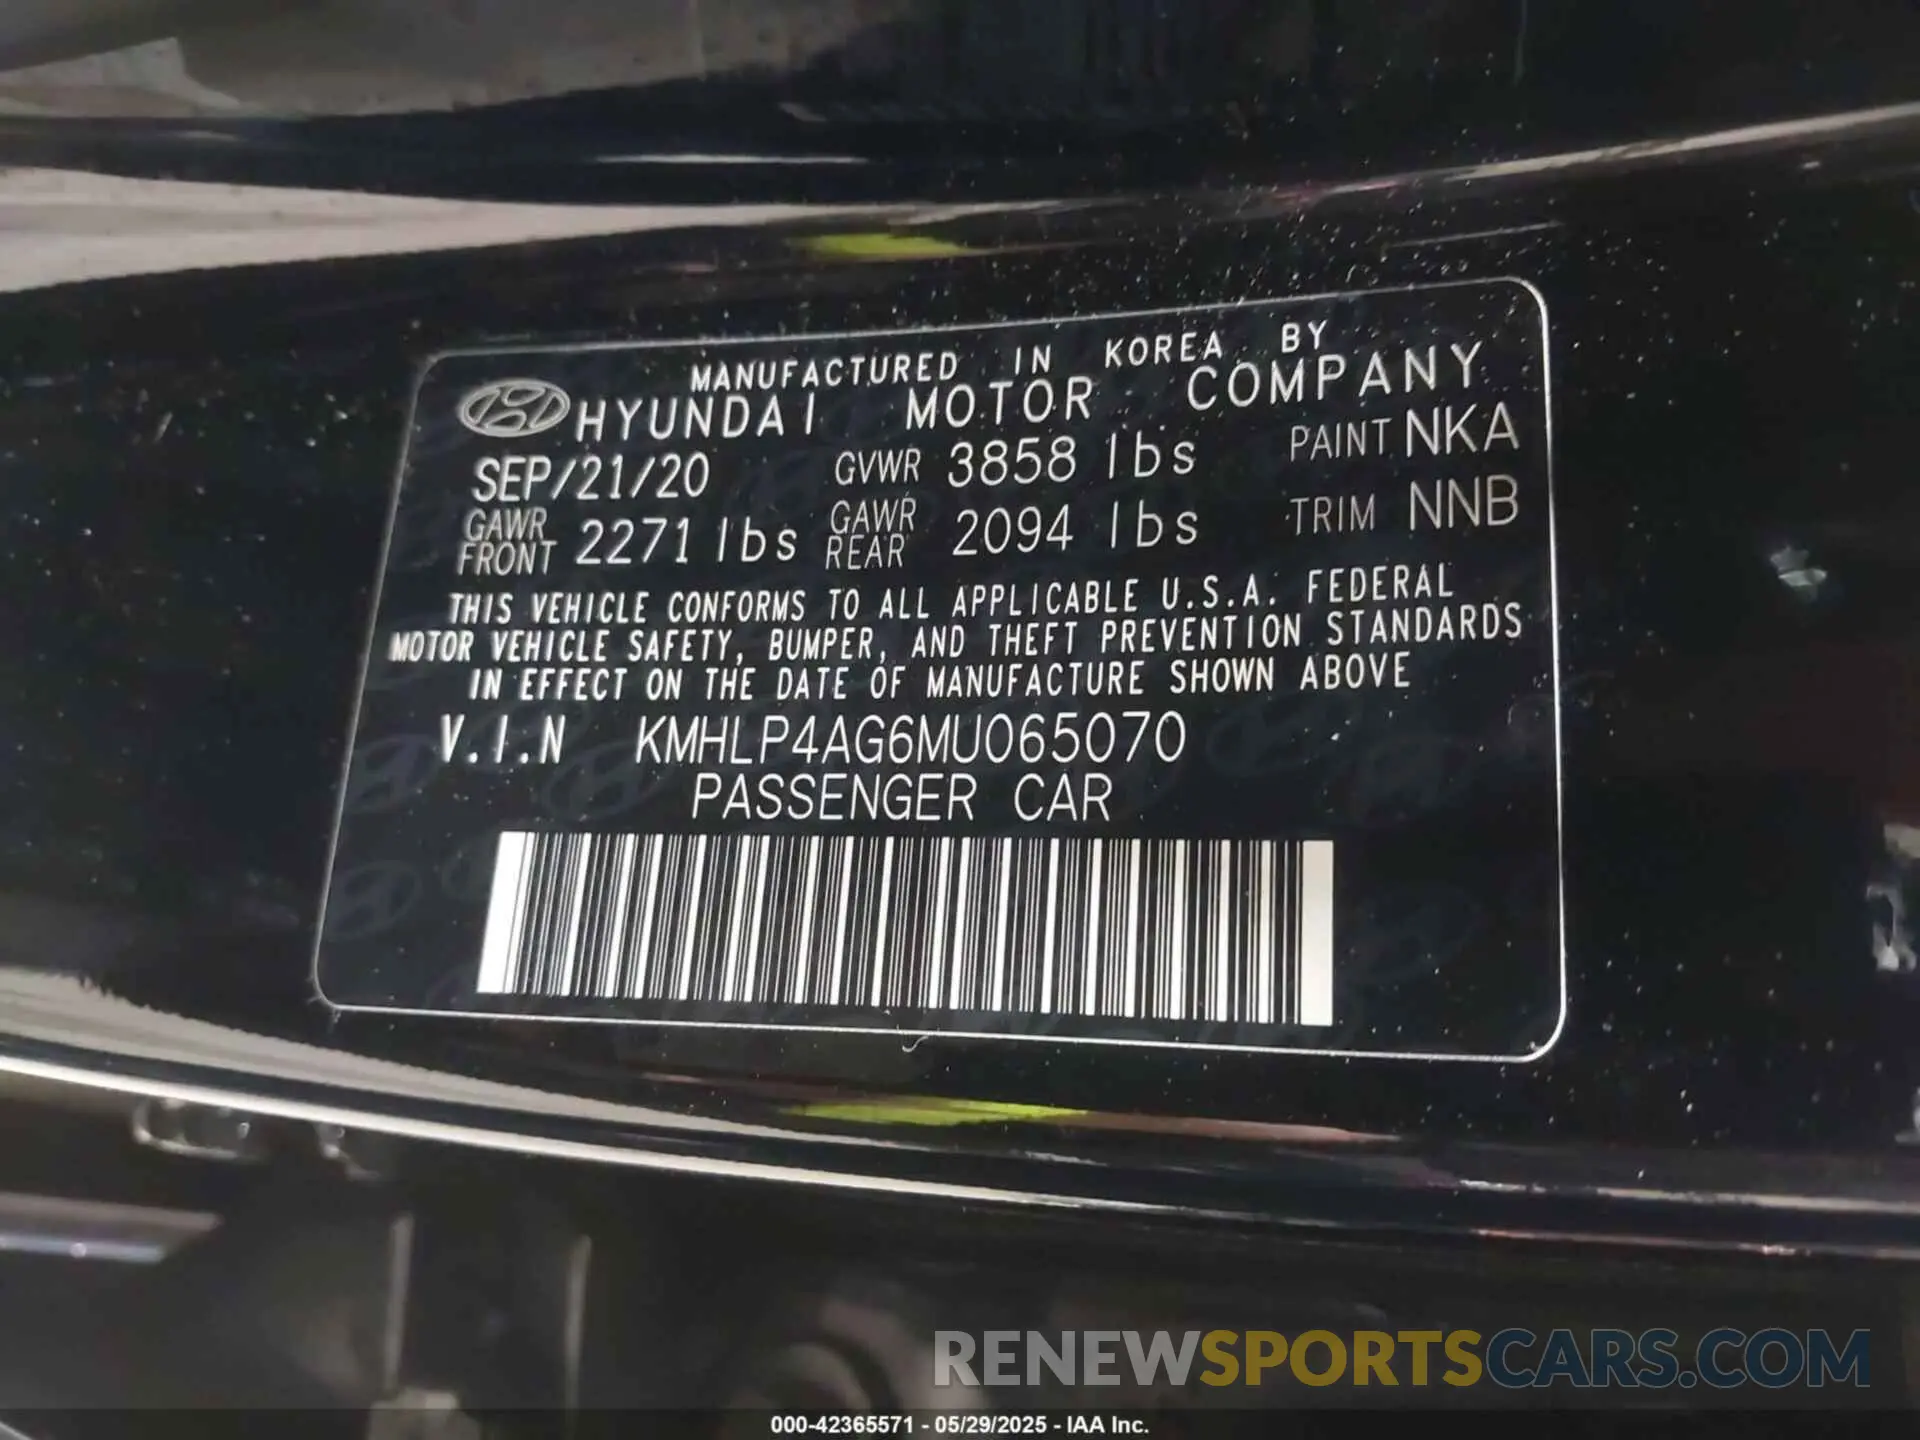 MANUFACTURED IN KOREA BY
HYUNDAI MOTOR COMPANY
SEP/21/20 GVWR 3858 lbs PAINT NKA
GAWR FRONT 2271 lbs GAWR REAR 2094 lbs TRIM NNB
THIS VEHICLE CONFORMS TO ALL APPLICABLE U.S.A. FEDERAL
MOTOR VEHICLE SAFETY, BUMPER, AND THEFT PREVENTION STANDARDS
IN EFFECT ON THE DATE OF MANUFACTURE SHOWN ABOVE
V.I.N KMHLP4AG6MU065070
PASSENGER CAR
RENEWSPORTSCARS.COM
000-42365571 - 05/29/2025 - IAA Inc.